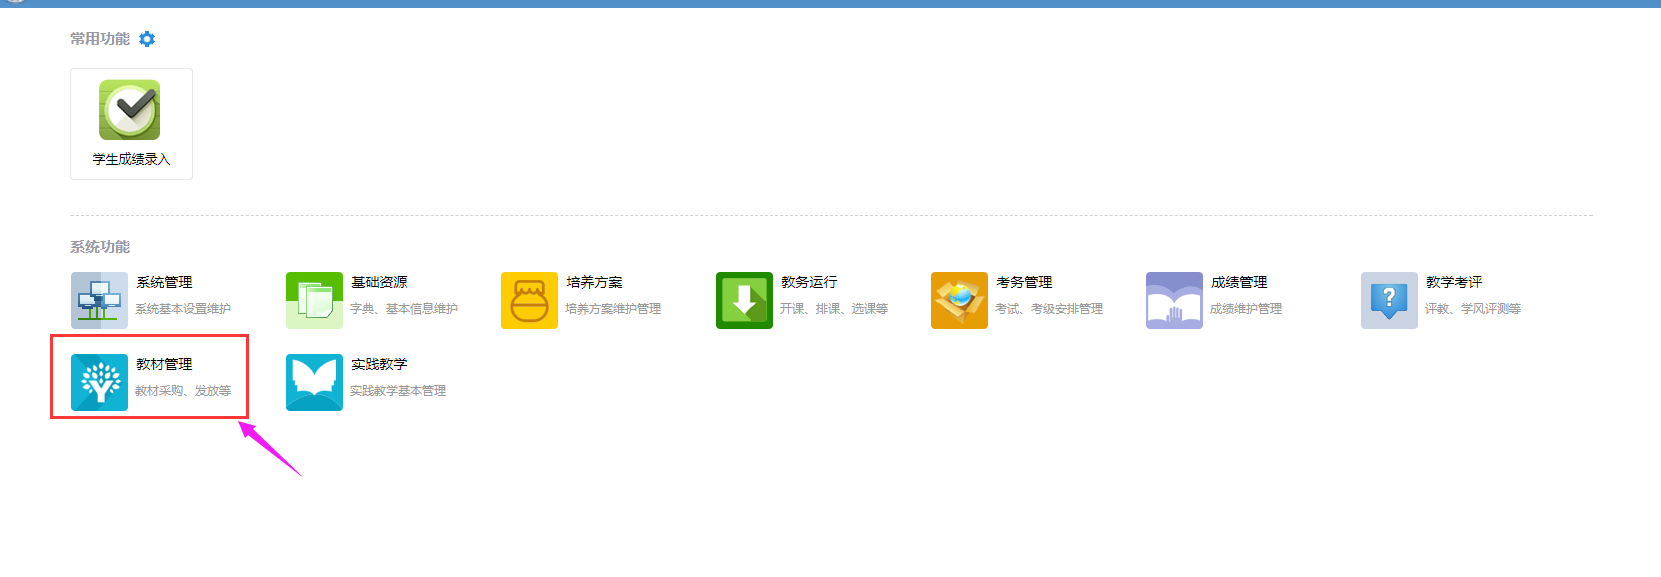 常用功能
学生成绩录入
系统功能
系统管理
系统基本设置维护
基础资源
字典、基本信息维护
培养方案
培养方案维护管理
教务运行
开课、排课、选课等
考务管理
考试、考级安排管理
成绩管理
成绩维护管理
教学考评
评教、学风评测等
教材管理
教材采购、发放等
实践教学
实践教学基本管理